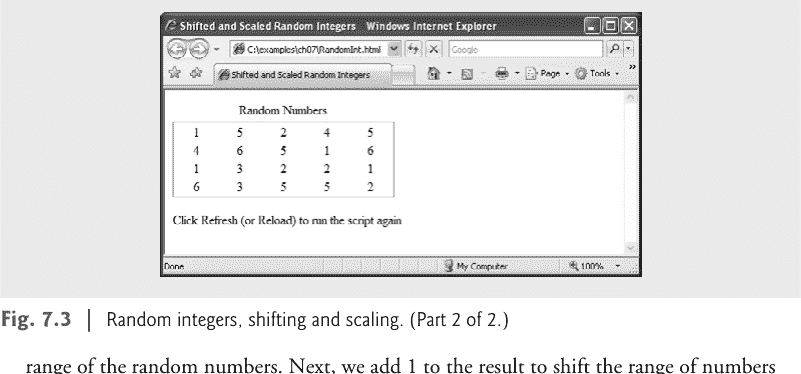 Shifted and Scaled Random Integers - Windows Internet Explorer
C:\examples\ch07\RandomInt.html Google
Shifted and Scaled Random Integers Page Tools »
Random Numbers
1 5 2 4 5
4 6 5 1 6
1 3 2 2 1
6 3 5 5 2
Click Refresh (or Reload) to run the script again
Done My Computer 100%
Fig. 7.3 | Random integers, shifting and scaling. (Part 2 of 2.)
range of the random numbers. Next, we add 1 to the result to shift the range of numbers